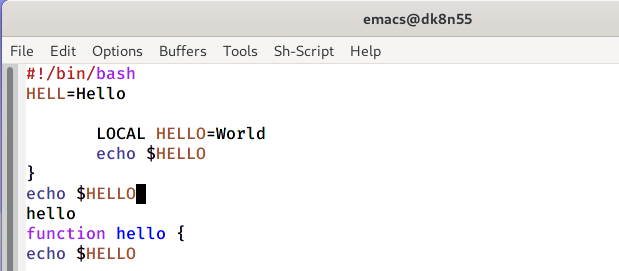 emacs@dk8n55
File Edit Options Buffers Tools Sh-Script Help
#!/bin/bash
HELL=Hello
LOCAL HELLO=World
echo $HELLO
}
echo $HELLO
hello
function hello {
echo $HELLO